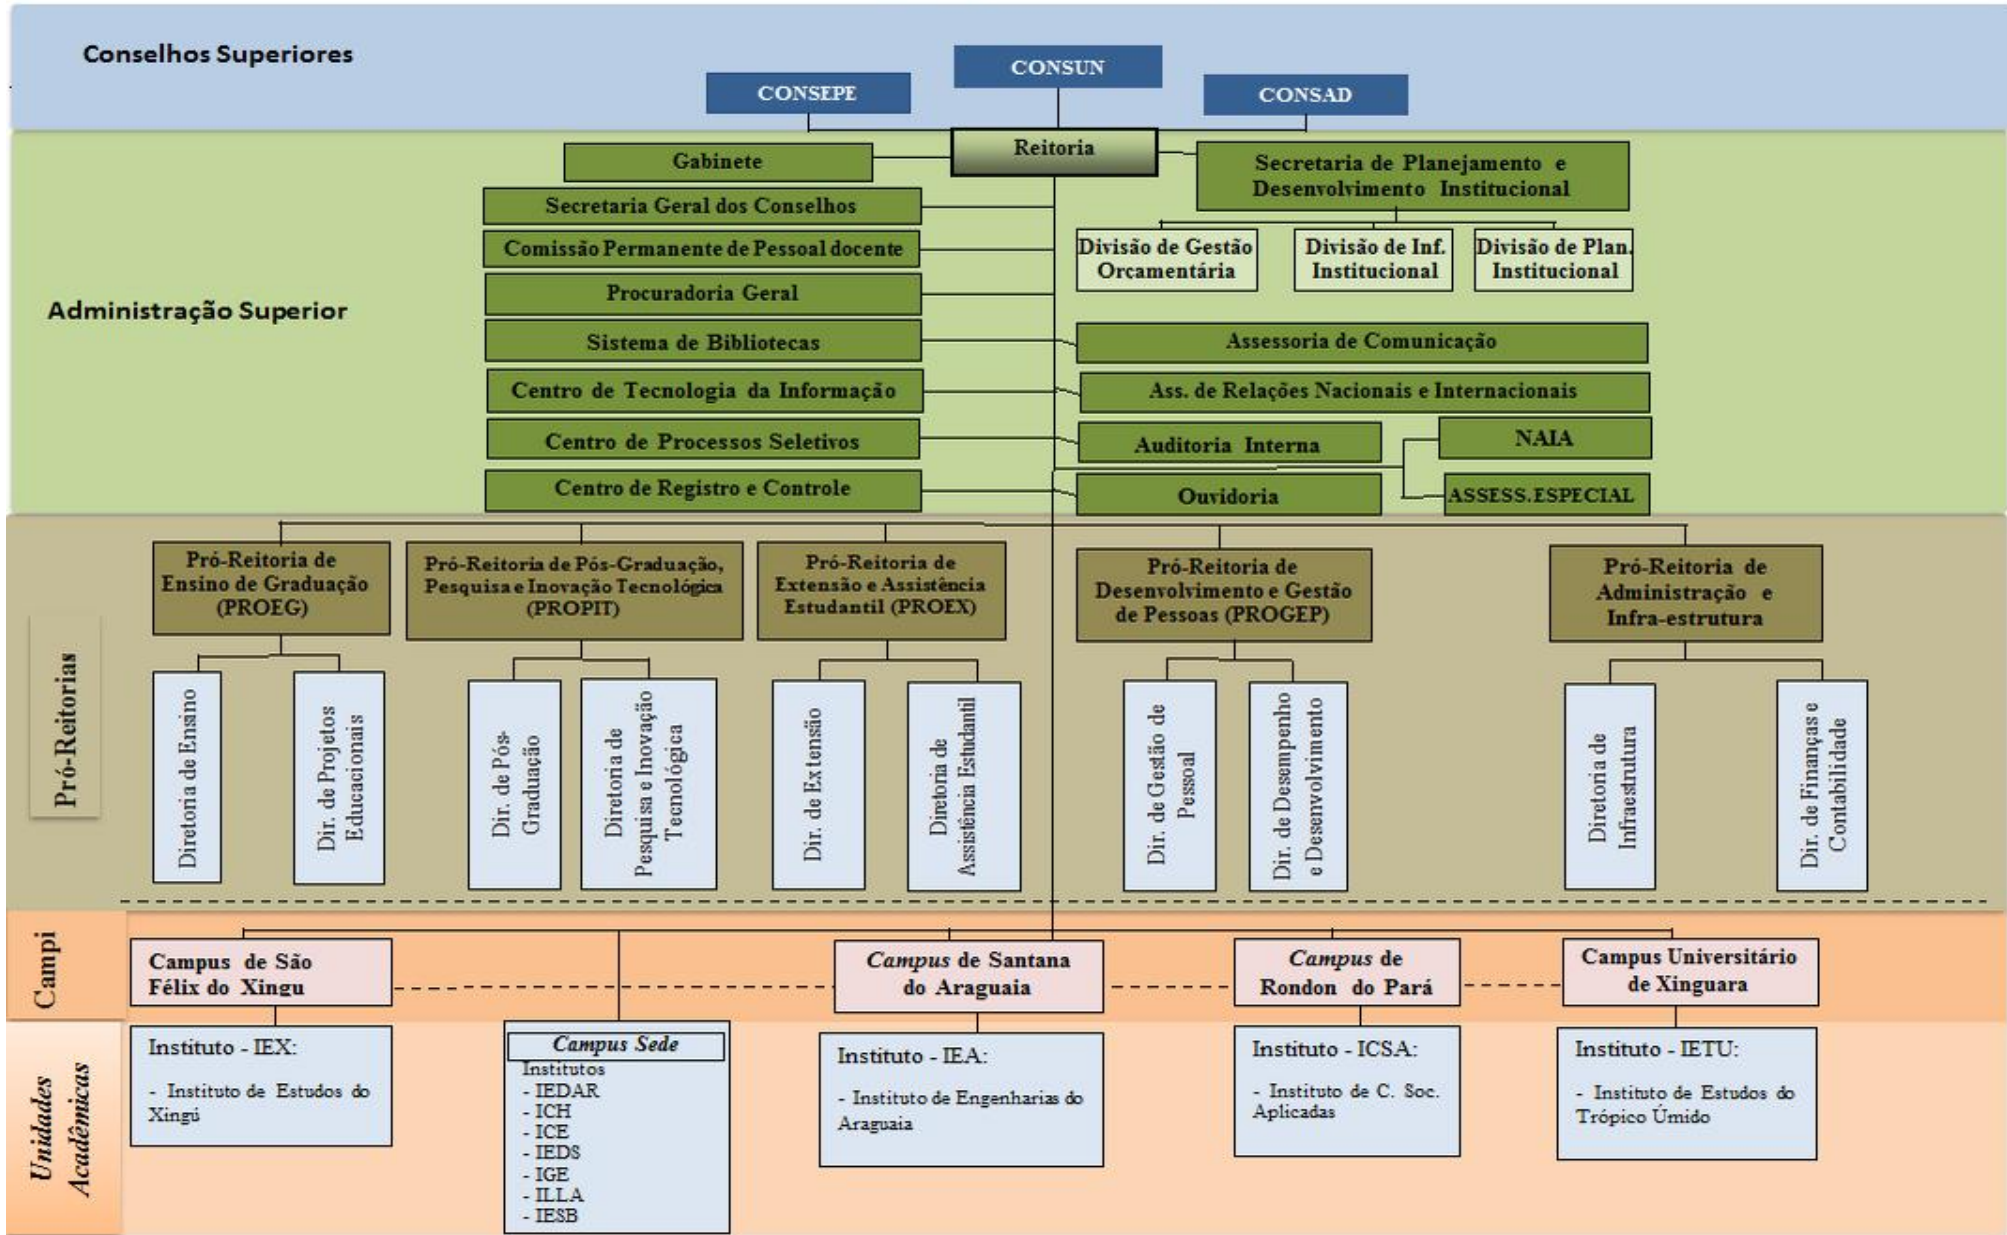 Conselhos Superiores
CONSUN
CONSEPE
CONSAD
Administração Superior
Reitoria
Gabinete
Secretaria de Planejamento e
Desenvolvimento Institucional
Secretaria Geral dos Conselhos
Comissão Permanente de Pessoal docente
Divisão de Gestão
Orçamentária
Divisão de Inf.
Institucional
Divisão de Plan.
Institucional
Procuradoria Geral
Sistema de Bibliotecas
Assessoria de Comunicação
Centro de Tecnologia da Informação
Ass. de Relações Nacionais e Internacionais
Centro de Processos Seletivos
Auditoria Interna
NAIA
Centro de Registro e Controle
Ouvidoria
ASSESS.ESPECIAL
Pró-Reitorias
Pró-Reitoria de
Ensino de Graduação
(PROEG)
Pró-Reitoria de Pós-Graduação,
Pesquisa e Inovação Tecnológica
(PROPIT)
Pró-Reitoria de
Extensão e Assistência
Estudantil (PROEX)
Pró-Reitoria de
Desenvolvimento e Gestão
de Pessoas (PROGEP)
Pró-Reitoria de
Administração e
Infra-estrutura
Diretoria de Ensino
Dir. de Projetos
Educacionais
Dir. de Pós-
Graduação
Diretoria de
Pesquisa e Inovação
Tecnológica
Dir. de Extensão
Diretoria de
Assistência Estudantil
Dir. de Gestão de
Pessoal
Dir. de Desempenho
e Desenvolvimento
Diretoria de
Infraestrutura
Dir. de Finanças e
Contabilidade
Campi
Campus de São
Félix do Xingu
Campus de Santana
do Araguaia
Campus de
Rondon do Pará
Campus Universitário
de Xinguara
Unidades
Acadêmicas
Instituto - IEX:
- Instituto de Estudos do
Xingú
Campus Sede
Institutos
- IEDAR
- ICH
- ICE
- IEDS
- IGE
- ILLA
- IESB
Instituto - IEA:
- Instituto de Engenharias do
Araguaia
Instituto - ICSA:
- Instituto de C. Soc.
Aplicadas
Instituto - IETU:
- Instituto de Estudos do
Trópico Úmido